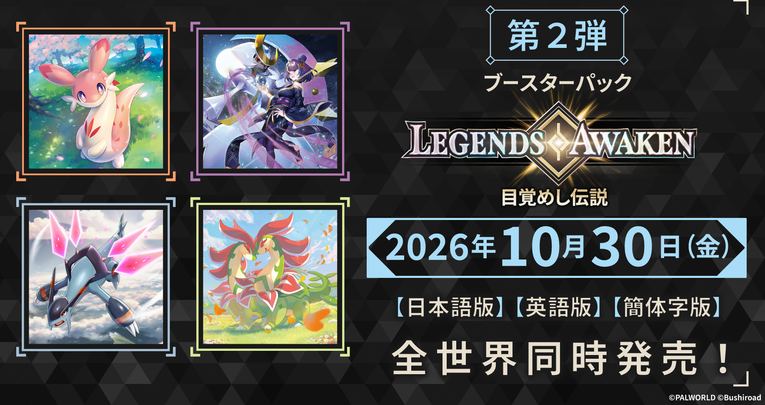 第2弾
ブースターパック
LEGENDS AWAKEN
目覚めし伝説
2026年10月30日(金)
【日本語版】【英語版】【簡体字版】
全世界同時発売！
©PALWORLD ©Bushiroad